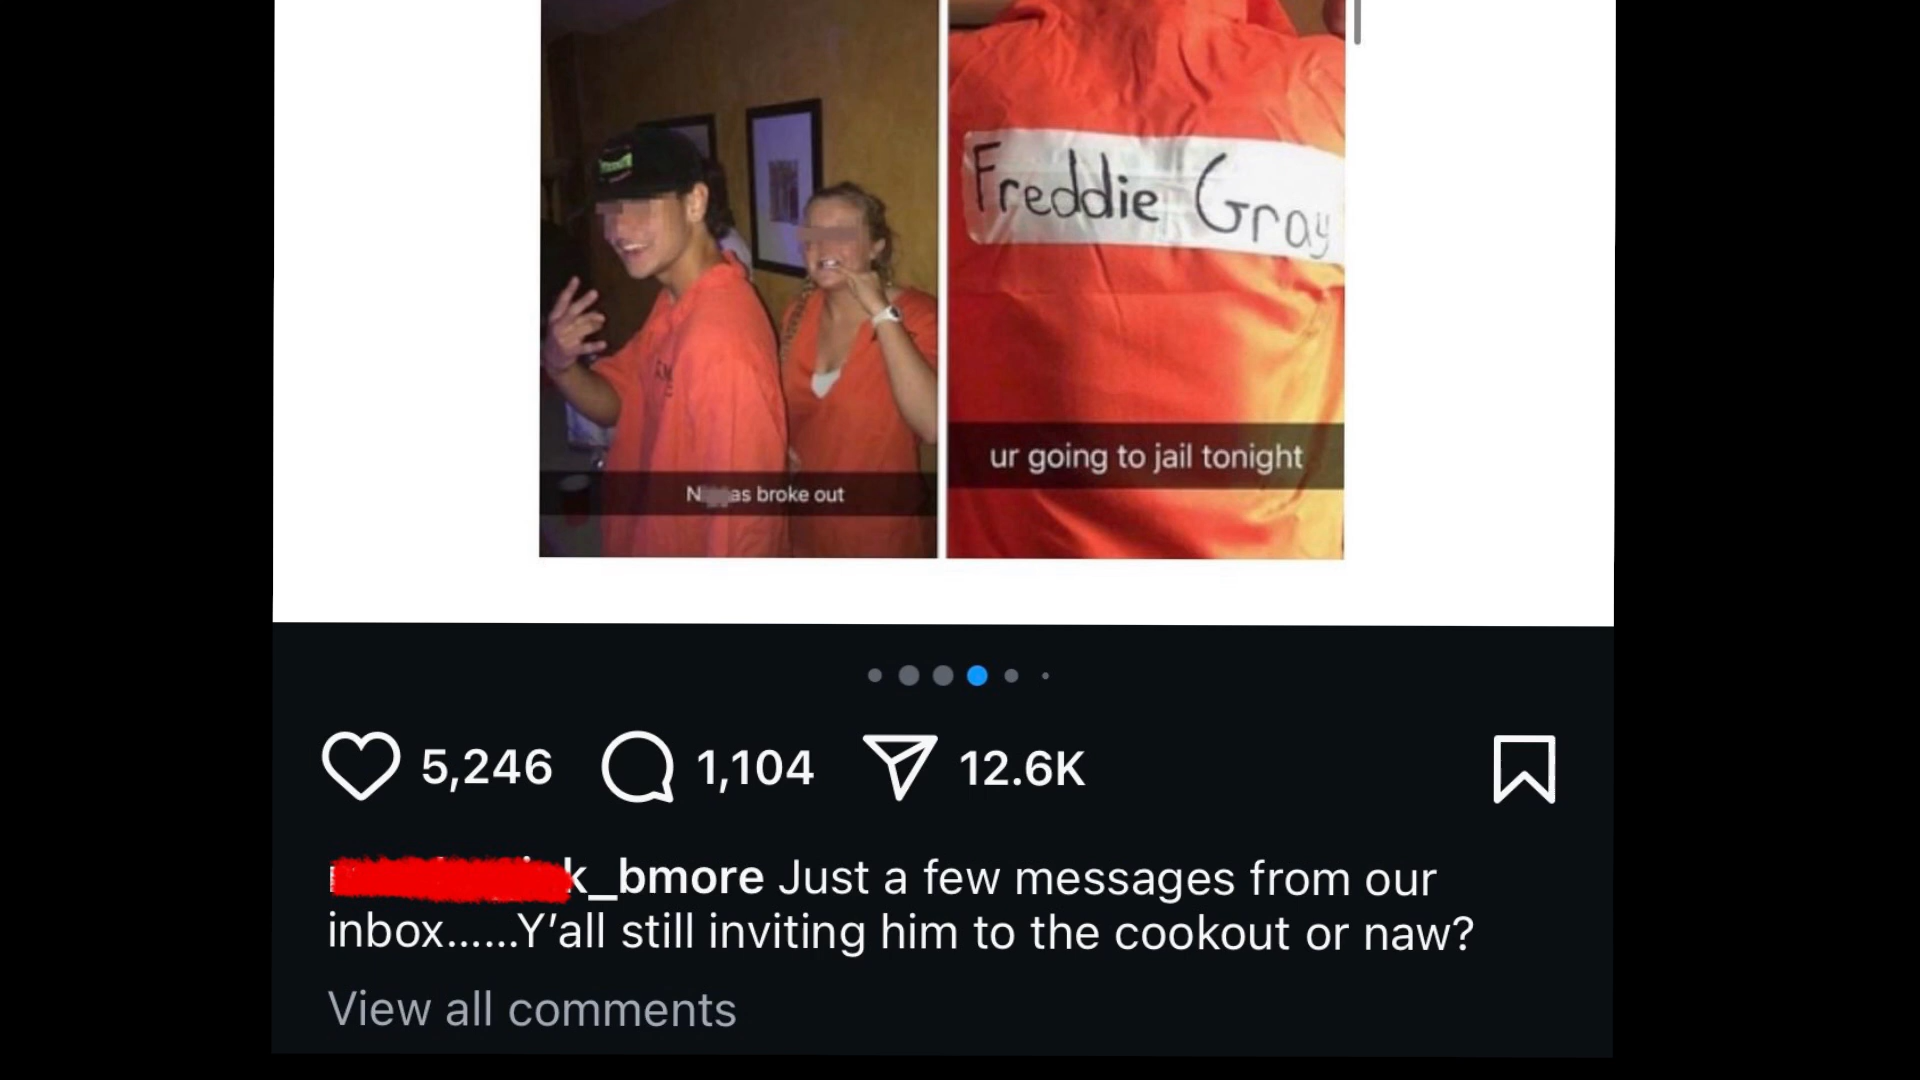 Freddie Gray
ur going to jail tonight
N as broke out
5,246 1,104 12.6K
k_bmore Just a few messages from our
inbox......Y'all still inviting him to the cookout or naw?
View all comments